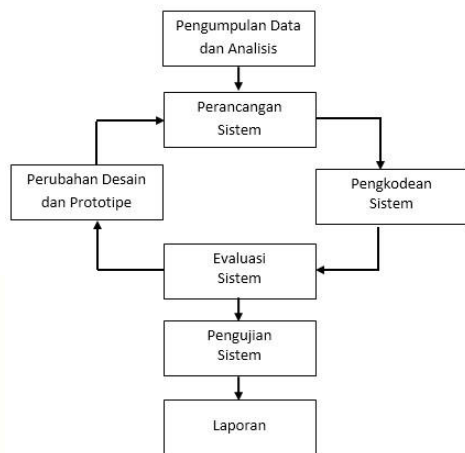 Pengumpulan Data
dan Analisis
Perancangan
Sistem
Perubahan Desain
dan Prototipe
Pengkodean
Sistem
Evaluasi
Sistem
Pengujian
Sistem
Laporan